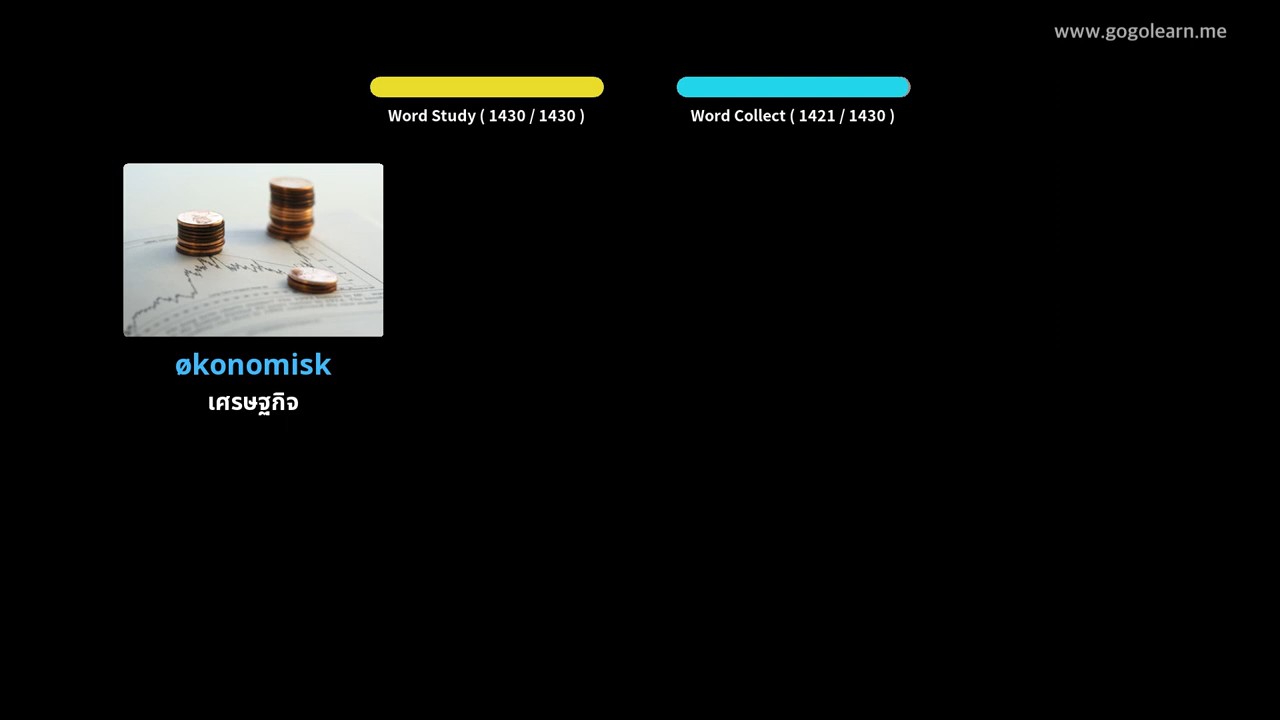 www.gogolearn.me
Word Study ( 1430 / 1430 )
Word Collect ( 1421 / 1430 )
økonomisk
เศรษฐกิจ